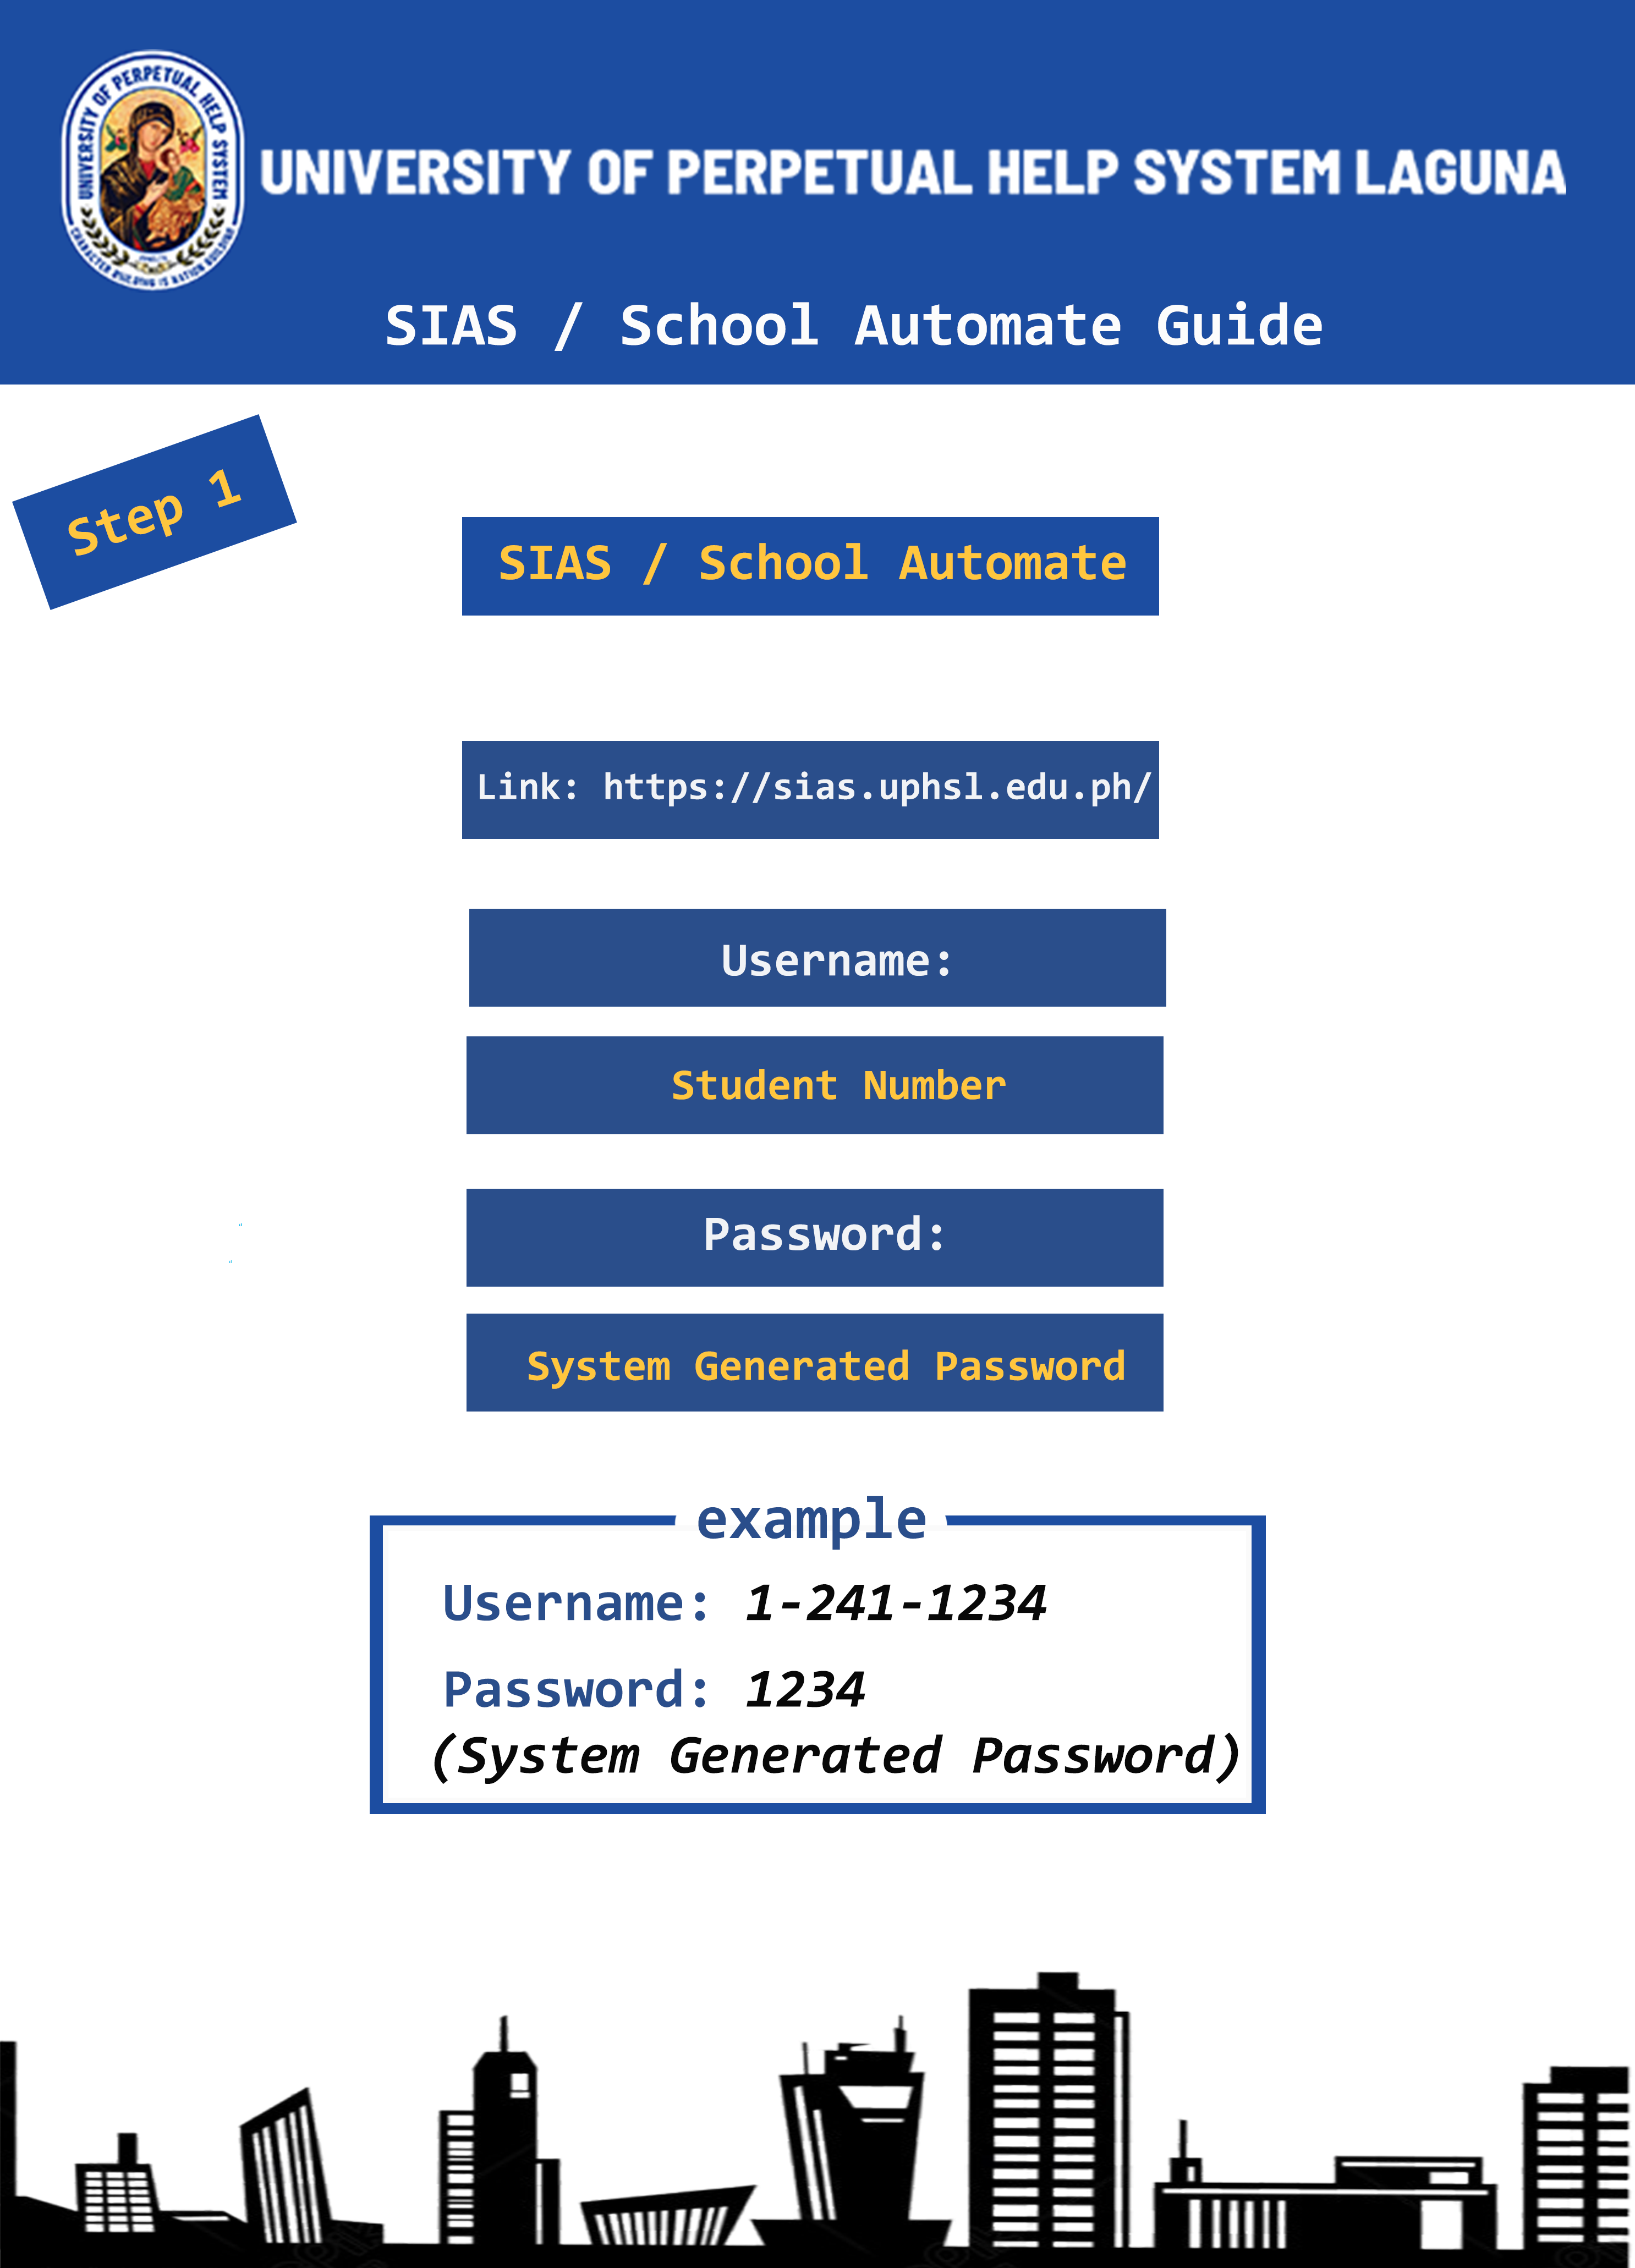 UNIVERSITY OF PERPETUAL HELP SYSTEM
CHARACTER BUILDING IS NATION BUILDING
UNIVERSITY OF PERPETUAL HELP SYSTEM LAGUNA
SIAS / School Automate Guide
Step 1
SIAS / School Automate
Link: https://sias.uphsl.edu.ph/
Username:
Student Number
Password:
System Generated Password
example
Username: 1-241-1234
Password: 1234
(System Generated Password)